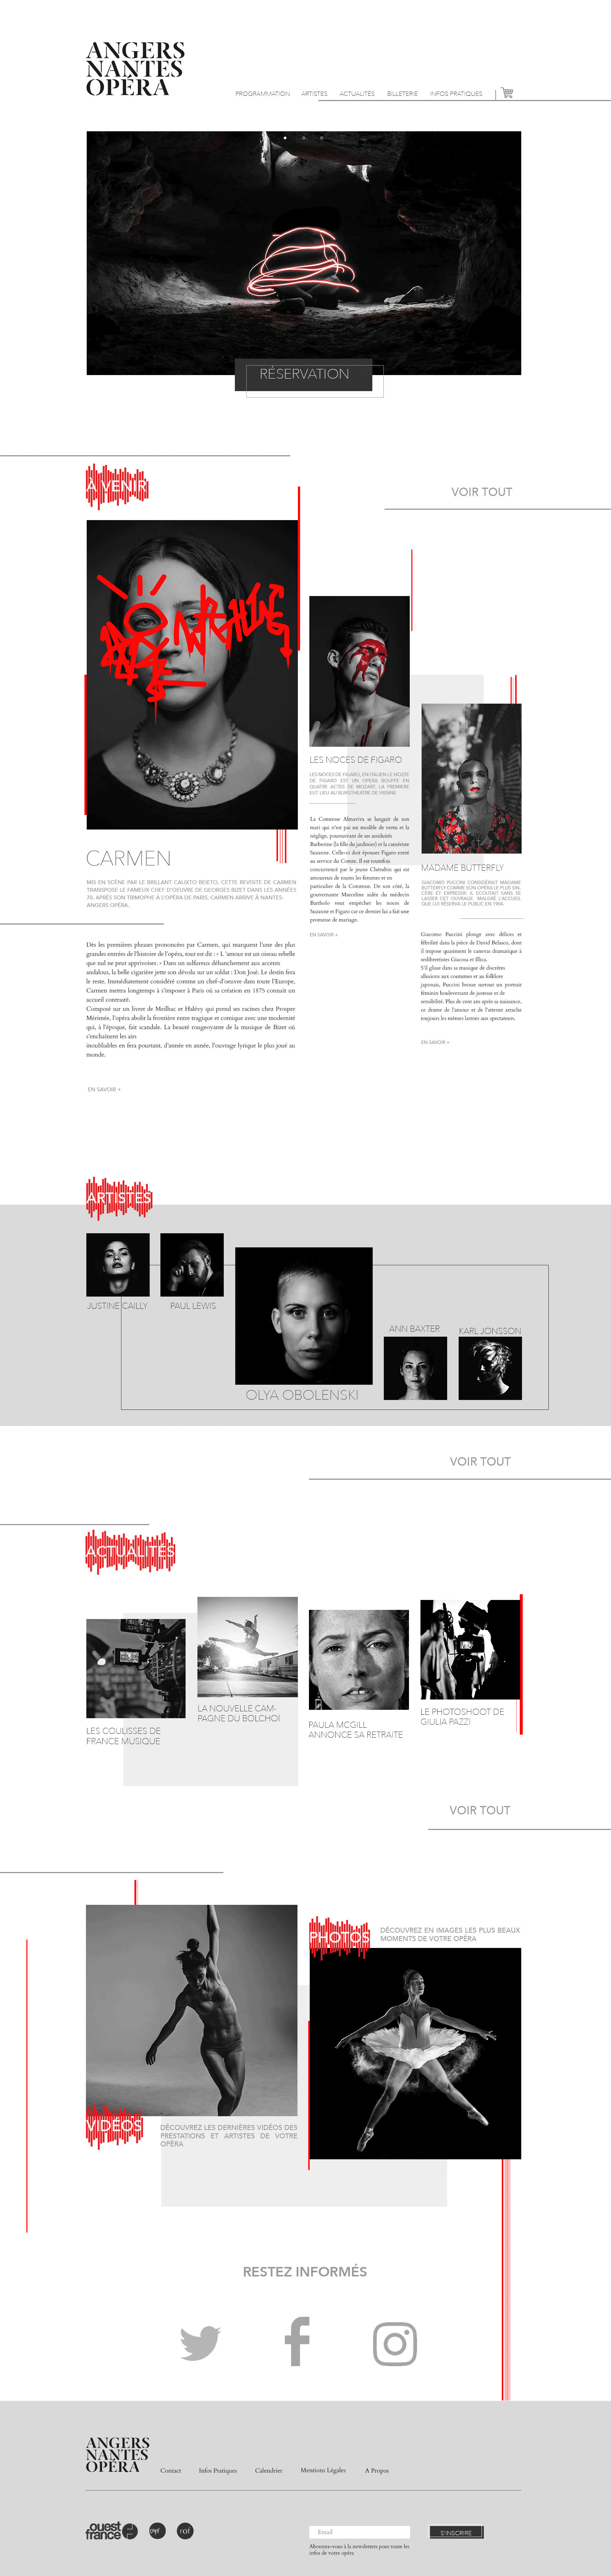 ANGERS
NANTES
OPÉRA
PROGRAMMATION ARTISTES ACTUALITÉS BILLETERIE INFOS PRATIQUES
RÉSERVATION
À VENIR
VOIR TOUT
CARMEN
MIS EN SCÈNE PAR LE BRILLANT CALIXTO BEIETO, CETTE REVISITE DE CARMEN
TRANSPOSE LE FAMEUX CHEF D'OEUVRE DE GEORGES BIZET DANS LES ANNÉES
70. APRÈS SON TRIMOPHE À L'OPÉRA DE PARIS, CARMEN ARRIVE À NANTES-
ANGERS OPÉRA.
Dès les premières phrases prononcées par Carmen, qui marquent l'une des plus
grandes entrées de l'histoire de l'opéra, tout est dit : « L'amour est un oiseau rebelle
que nul ne peut apprivoiser. » Dans un sulfureux déhanchement aux accents
andalous, la belle cigarière jette son dévolu sur un soldat : Don José. Le destin fera
le reste. Immédiatement considéré comme un chef-d'œuvre dans toute l'Europe,
Carmen mettra longtemps à s'imposer à Paris où sa création en 1875 connaît un
accueil contrasté.
Composé sur un livret de Meilhac et Halévy qui prend ses racines chez Prosper
Mérimée, l'opéra abolit la frontière entre tragique et comique avec une modernité
qui, à l'époque, fait scandale. La beauté rougeoyante de la musique de Bizet où
s'enchaînent les airs
inoubliables en fera pourtant, d'année en année, l'ouvrage lyrique le plus joué au
monde.
EN SAVOIR +
LES NOCES DE FIGARO
LES NOCES DE FIGARO, EN ITALIEN LE NOZZE
DI FIGARO EST UN OPERA BOUFFE EN
QUATRE ACTES DE MOZART. LA PREMIERE
EUT LIEU AU BURGTHEATRE DE VIENNE
La Comtesse Almaviva se languit de son
mari qui n'est pas un modèle de vertu et la
néglige, poursuivant de ses assiduités
Barberine (la fille du jardinier) et la camériste
Suzanne. Celle-ci doit épouser Figaro entré
au service du Comte. Il est toutefois
concurrencé par le jeune Chérubin qui est
amoureux de toutes les femmes et en
particulier de la Comtesse. De son côté, la
gouvernante Marceline aidée du médecin
Bartholo veut empêcher les noces de
Suzanne et Figaro car ce dernier lui a fait une
promesse de mariage.
EN SAVOIR +
MADAME BUTTERFLY
GIACOMO PUCCINI CONSIDÉRAIT MADAME
BUTTERFLY COMME SON OPÉRA LE PLUS SIN-
CÈRE ET EXPRESSIF, IL ECOUTAIT SANS SE
LASSER CET OUVRAGE MALGRÉ L'ACCUEIL
QUE LUI RÉSERVA LE PUBLIC EN 1904.
Giacomo Puccini plonge avec délices et
fébrilité dans la pièce de David Belasco, dont
il impose quasiment le canevas dramatique à
sesllibrettistes Giacosa et Illica.
S'il glisse dans sa musique de discrètes
allusions aux coutumes et au folklore
japonais, Puccini brosse surtout un portrait
féminin bouleversant de justesse et de
sensibilité. Plus de cent ans après sa naissance,
ce drame de l'amour et de l'attente arrache
toujours les mêmes larmes aux spectateurs.
EN SAVOIR +
ARTISTES
JUSTINE CAILLY
PAUL LEWIS
OLYA OBOLENSKI
ANN BAXTER
KARL JONSSON
VOIR TOUT
ACTUALITÉS
LES COULISSES DE
FRANCE MUSIQUE
LA NOUVELLE CAM-
PAGNE DU BOLCHOÏ
PAULA MCGILL
ANNONCE SA RETRAITE
LE PHOTOSHOOT DE
GIULIA PAZZI
VOIR TOUT
PHOTOS
DÉCOUVREZ EN IMAGES LES PLUS BEAUX
MOMENTS DE VOTRE OPÉRA
VIDÉOS
DÉCOUVREZ LES DERNIÈRES VIDÉOS DES
PRESTATIONS ET ARTISTES DE VOTRE
OPÉRA
RESTEZ INFORMÉS
ANGERS
NANTES
OPÉRA
Contact Infos Pratiques Calendrier Mentions Légales A Propos
ouest
france
rof
Email
S'INSCRIRE
Abonnez-vous à la newsletters pour toute les
infos de votre opéra